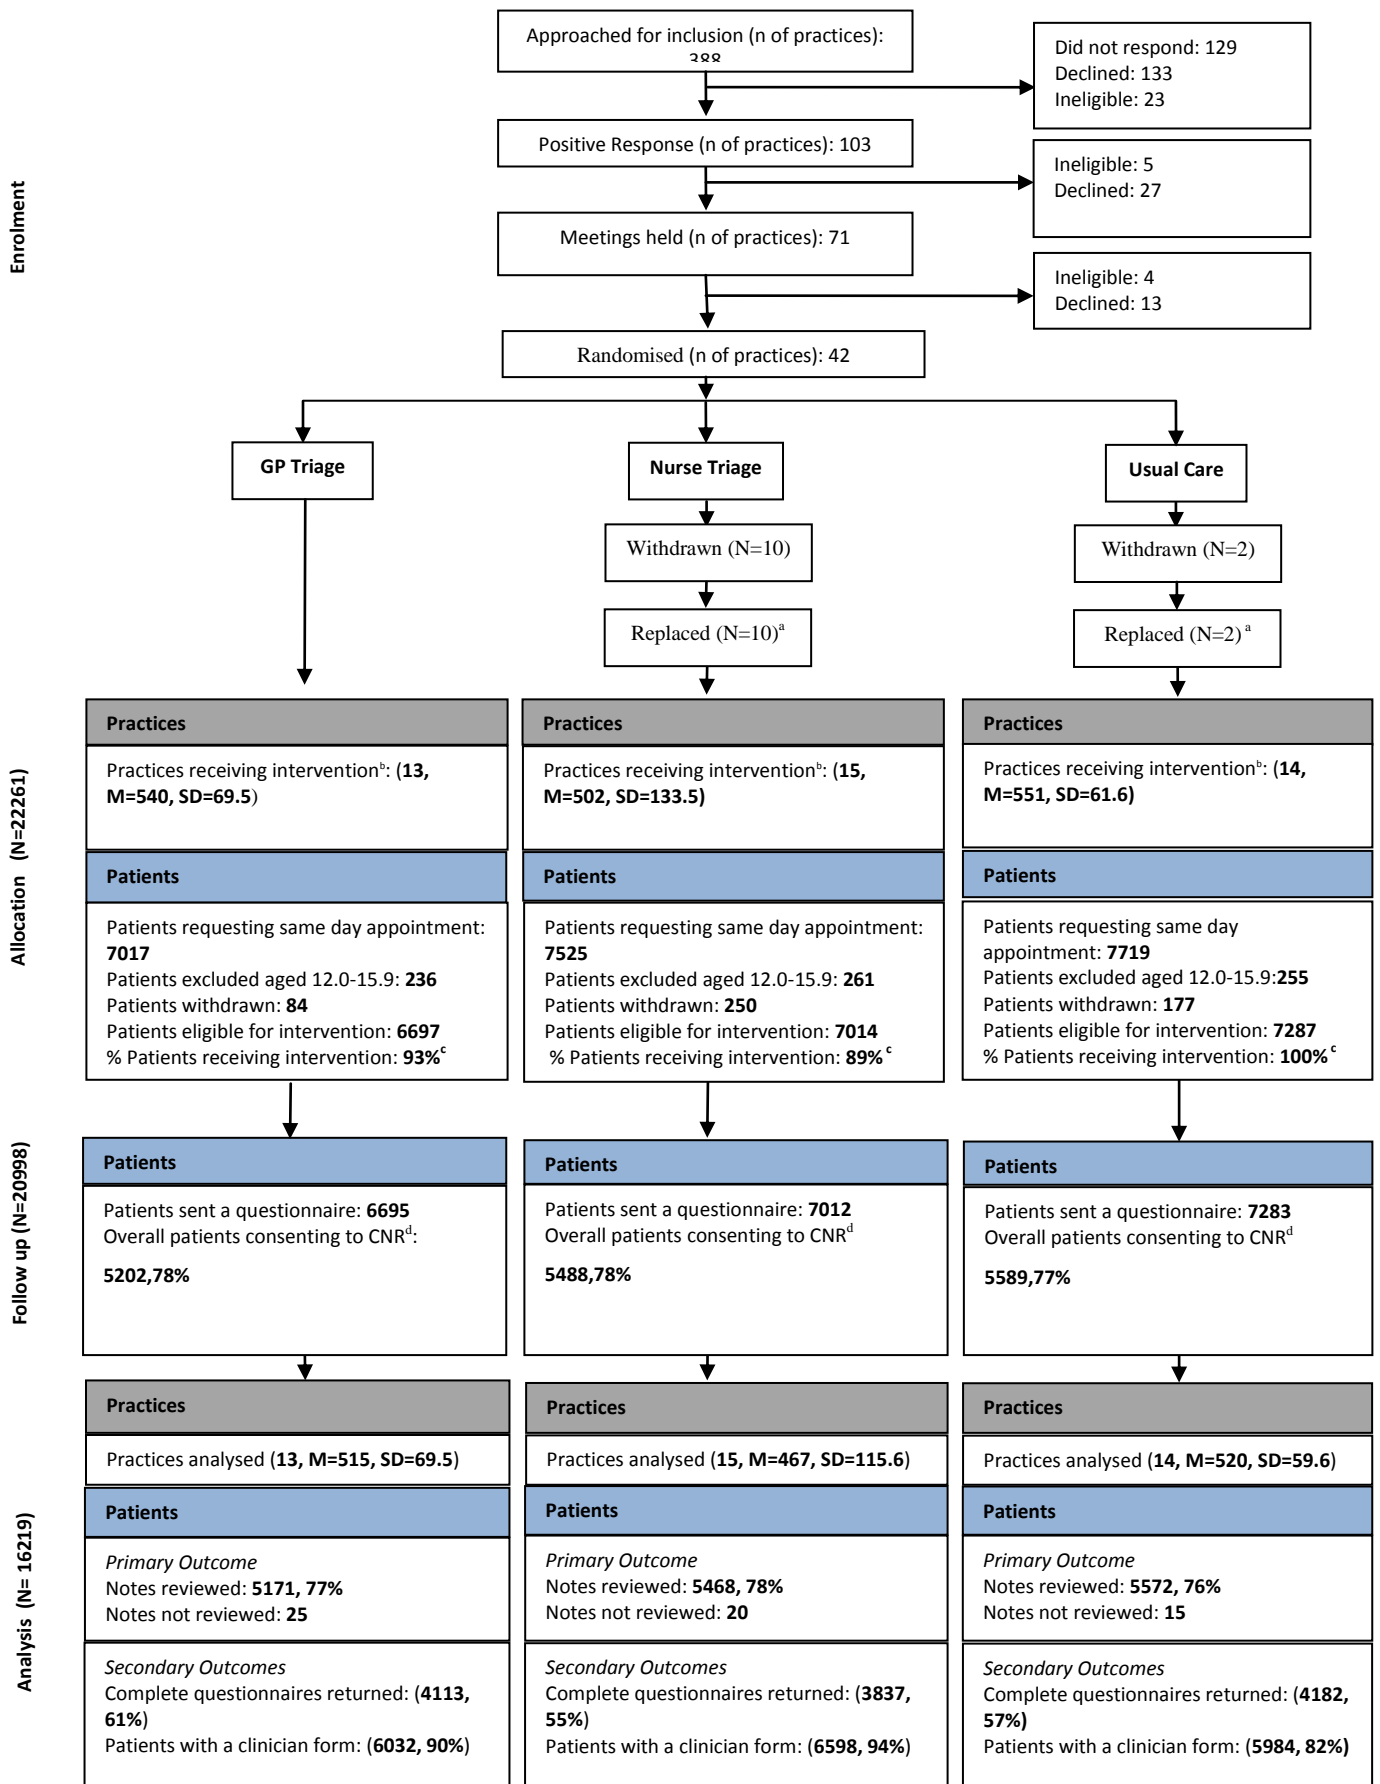 Approached for inclusion (n of practices):
388
Did not respond: 129
Declined: 133
Ineligible: 23
Positive Response (n of practices): 103
Ineligible: 5
Declined: 27
Meetings held (n of practices): 71
Ineligible: 4
Declined: 13
Randomised (n of practices): 42
Enrolment
GP Triage
Nurse Triage
Usual Care
Withdrawn (N=10)
Withdrawn (N=2)
Replaced (N=10)a
Replaced (N=2) a
Allocation (N=22261)
Practices
Practices receiving interventionb: (13,
M=540, SD=69.5)
Patients
Patients requesting same day appointment:
7017
Patients excluded aged 12.0-15.9: 236
Patients withdrawn: 84
Patients eligible for intervention: 6697
% Patients receiving intervention: 93%c
Practices
Practices receiving interventionb: (15,
M=502, SD=133.5)
Patients
Patients requesting same day appointment:
7525
Patients excluded aged 12.0-15.9: 261
Patients withdrawn: 250
Patients eligible for intervention: 7014
% Patients receiving intervention: 89%c
Practices
Practices receiving interventionb: (14,
M=551, SD=61.6)
Patients
Patients requesting same day
appointment: 7719
Patients excluded aged 12.0-15.9:255
Patients withdrawn: 177
Patients eligible for intervention: 7287
% Patients receiving intervention: 100% c
Follow up (N=20998)
Patients
Patients sent a questionnaire: 6695
Overall patients consenting to CNRd:
5202,78%
Patients
Patients sent a questionnaire: 7012
Overall patients consenting to CNRd
5488,78%
Patients
Patients sent a questionnaire: 7283
Overall patients consenting to CNRd
5589,77%
Analysis (N= 16219)
Practices
Practices analysed (13, M=515, SD=69.5)
Patients
Primary Outcome
Notes reviewed: 5171, 77%
Notes not reviewed: 25
Secondary Outcomes
Complete questionnaires returned: (4113,
61%)
Patients with a clinician form: (6032, 90%)
Practices
Practices analysed (15, M=467, SD=115.6)
Patients
Primary Outcome
Notes reviewed: 5468, 78%
Notes not reviewed: 20
Secondary Outcomes
Complete questionnaires returned: (3837,
55%)
Patients with a clinician form: (6598, 94%)
Practices
Practices analysed (14, M=520, SD=59.6)
Patients
Primary Outcome
Notes reviewed: 5572, 76%
Notes not reviewed: 15
Secondary Outcomes
Complete questionnaires returned: (4182,
57%)
Patients with a clinician form: (5984, 82%)